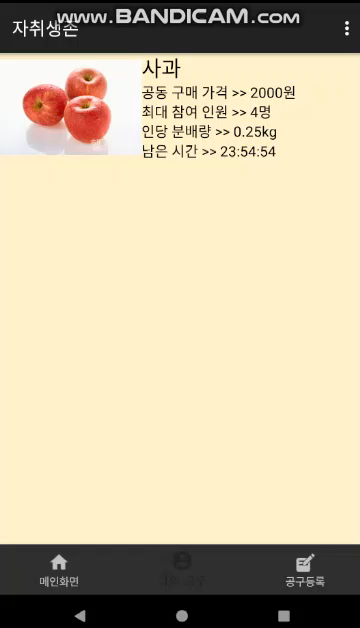 www.BANDICAM.com
자취생존
사과
공동 구매 가격 >> 2000원
최대 참여 인원 >> 4명
인당 분배량 >> 0.25kg
남은 시간 >> 23:54:54
메인화면
공구등록